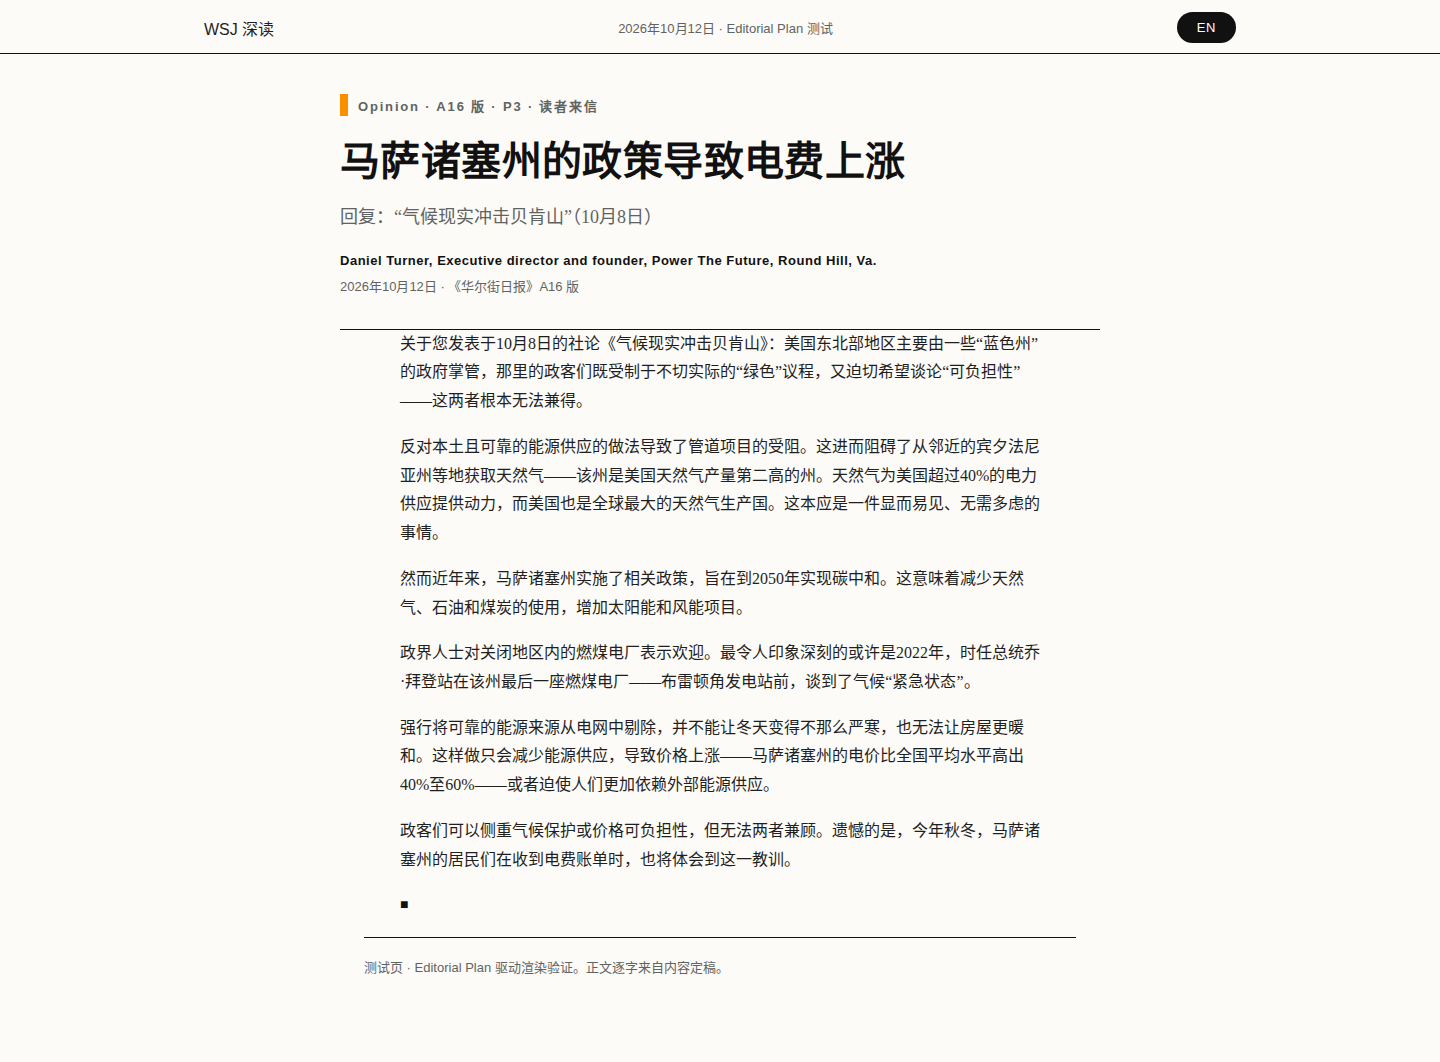 WSJ 深读
2026年10月12日 · Editorial Plan 测试
EN
Opinion · A16 版 · P3 · 读者来信
马萨诸塞州的政策导致电费上涨
回复：“气候现实冲击贝肯山”（10月8日）
Daniel Turner, Executive director and founder, Power The Future, Round Hill, Va.
2026年10月12日 · 《华尔街日报》A16 版
关于您发表于10月8日的社论《气候现实冲击贝肯山》：美国东北部地区主要由一些“蓝色州”
的政府掌管，那里的政客们既受制于不切实际的“绿色”议程，又迫切希望谈论“可负担性”
——这两者根本无法兼得。
反对本土且可靠的能源供应的做法导致了管道项目的受阻。这进而阻碍了从邻近的宾夕法尼
亚州等地获取天然气——该州是美国天然气产量第二高的州。天然气为美国超过40%的电力
供应提供动力，而美国也是全球最大的天然气生产国。这本应是一件显而易见、无需多虑的
事情。
然而近年来，马萨诸塞州实施了相关政策，旨在到2050年实现碳中和。这意味着减少天然
气、石油和煤炭的使用，增加太阳能和风能项目。
政界人士对关闭地区内的燃煤电厂表示欢迎。最令人印象深刻的或许是2022年，时任总统乔
·拜登站在该州最后一座燃煤电厂——布雷顿角发电站前，谈到了气候“紧急状态”。
强行将可靠的能源来源从电网中剔除，并不能让冬天变得不那么严寒，也无法让房屋更暖
和。这样做只会减少能源供应，导致价格上涨——马萨诸塞州的电价比全国平均水平高出
40%至60%——或者迫使人们更加依赖外部能源供应。
政客们可以侧重气候保护或价格可负担性，但无法两者兼顾。遗憾的是，今年秋冬，马萨诸
塞州的居民们在收到电费账单时，也将体会到这一教训。
■
测试页 · Editorial Plan 驱动渲染验证。正文逐字来自内容定稿。